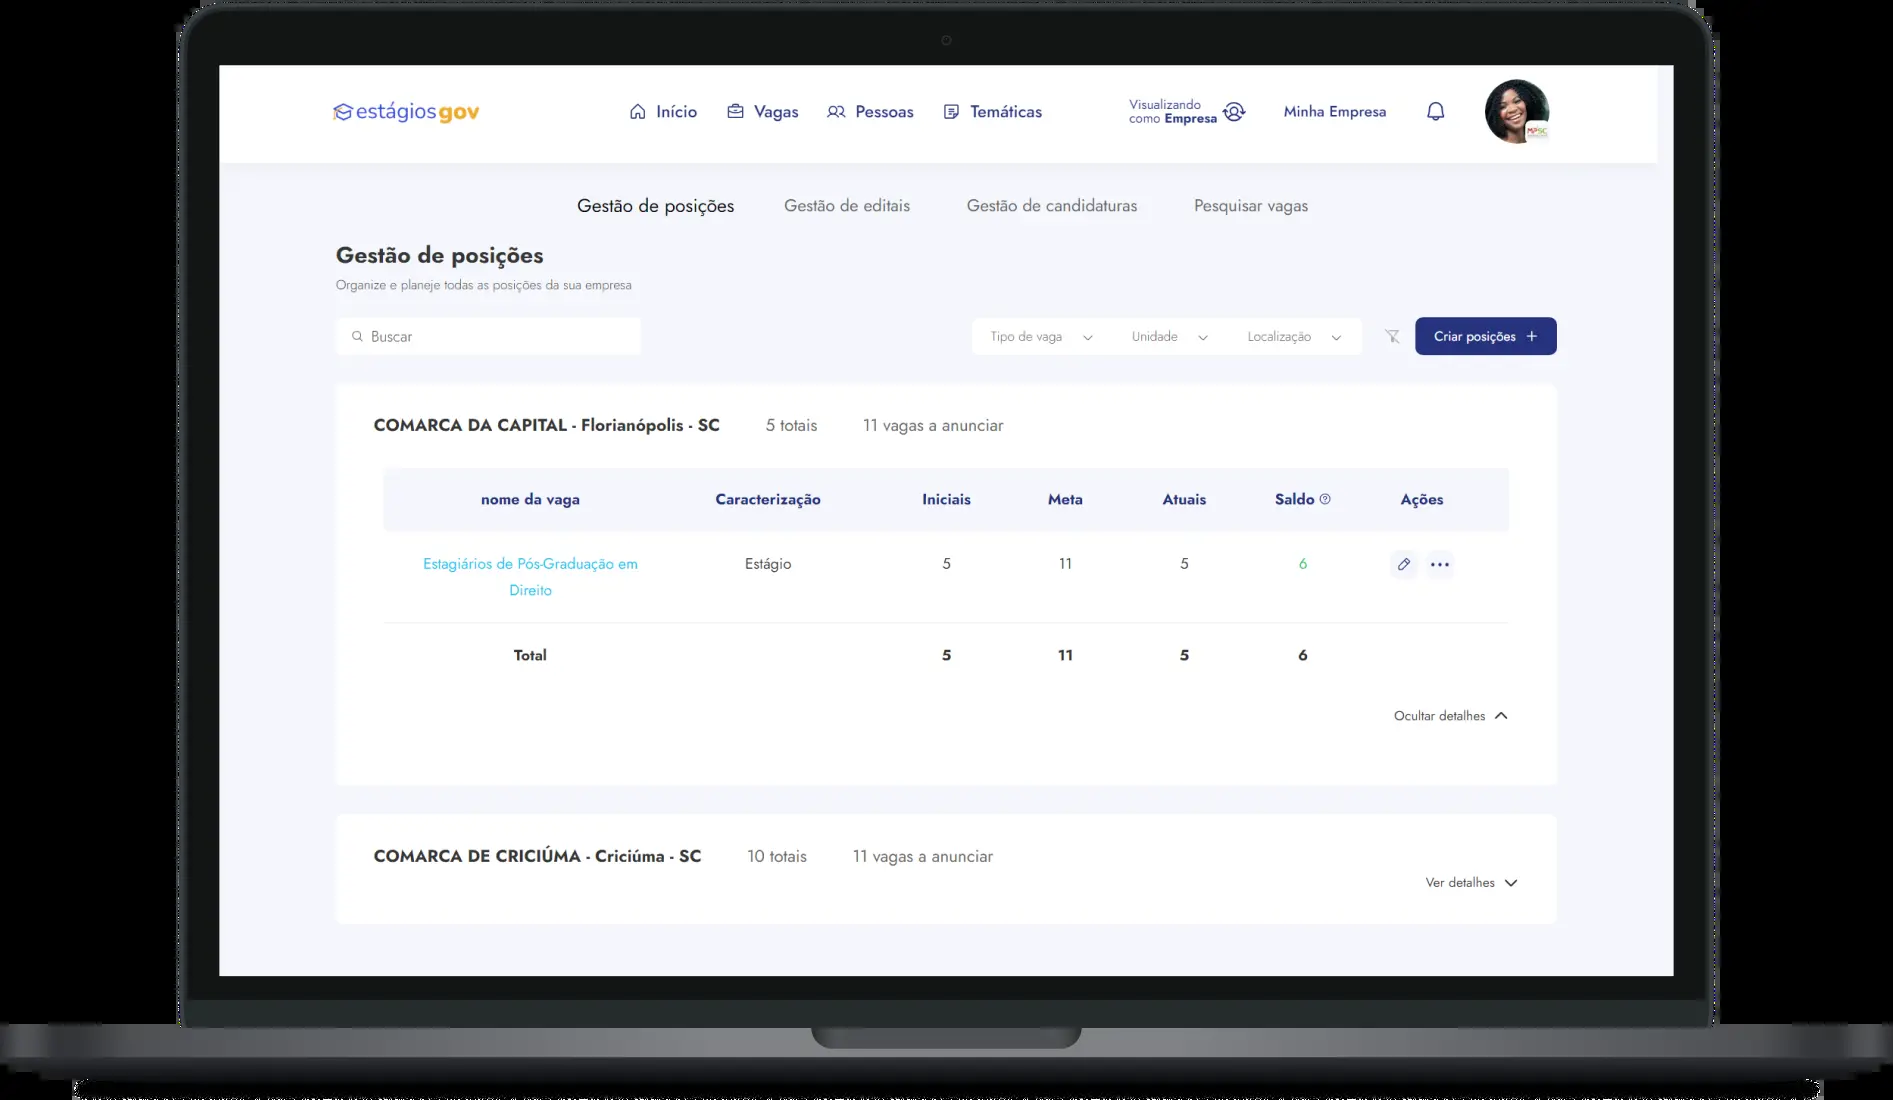 estágiosgov
Início
Vagas
Pessoas
Temáticas
Visualizando
como Empresa
Minha Empresa
MPSC
Gestão de posições
Gestão de editais
Gestão de candidaturas
Pesquisar vagas
Gestão de posições
Organize e planeje todas as posições da sua empresa
Buscar
Tipo de vaga
Unidade
Localização
Criar posições +
COMARCA DA CAPITAL - Florianópolis - SC
5 totais
11 vagas a anunciar
nome da vaga
Caracterização
Iniciais
Meta
Atuais
Saldo
Ações
Estagiários de Pós-Graduação em
Direito
Estágio
5
11
5
6
Total
5
11
5
6
Ocultar detalhes
COMARCA DE CRICIÚMA - Criciúma - SC
10 totais
11 vagas a anunciar
Ver detalhes